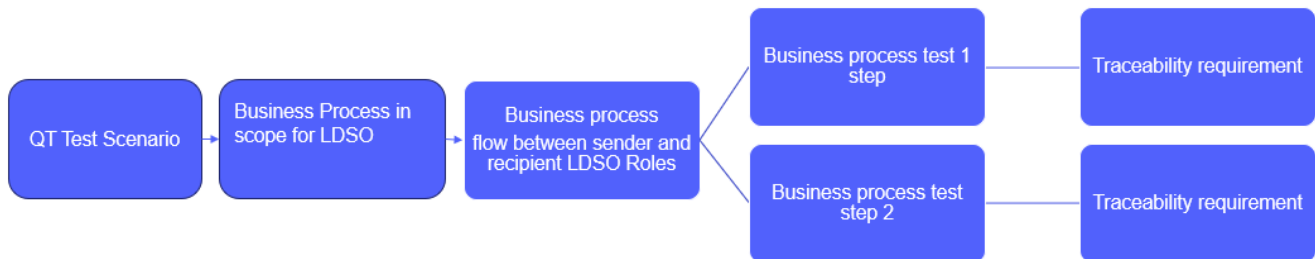 QT Test Scenario
Business Process in
scope for LDSO
Business process
flow between sender and
recipient LDSO Roles
Business process test 1
step
Traceability requirement
Business process test
step 2
Traceability requirement